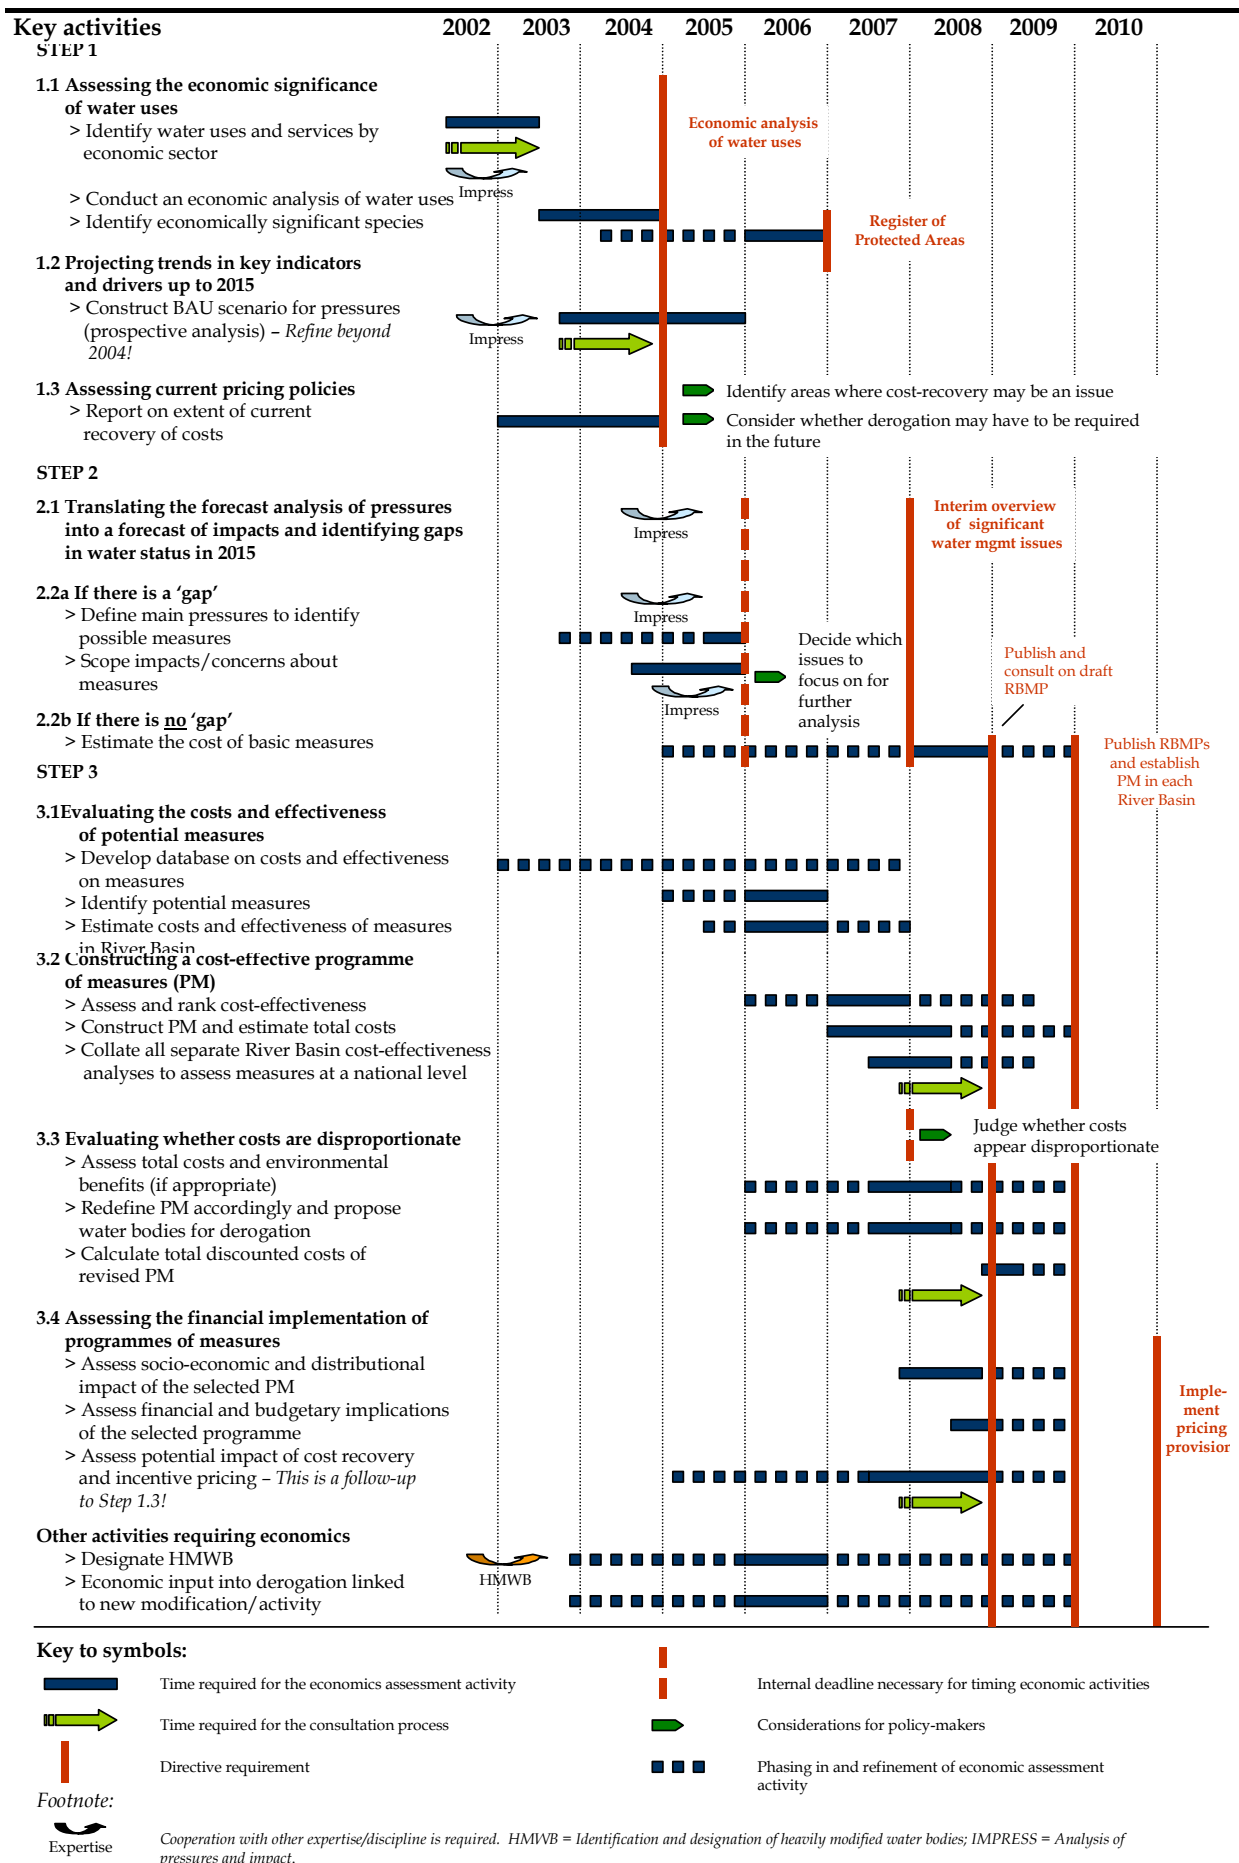 Key activities 2002 2003 2004 2005 2006 2007 2008 2009 2010
STEP 1
1.1 Assessing the economic significance
of water uses
> Identify water uses and services by
economic sector
Economic analysis
of water uses
Impress
> Conduct an economic analysis of water uses
> Identify economically significant species
Register of
Protected Areas
1.2 Projecting trends in key indicators
and drivers up to 2015
> Construct BAU scenario for pressures
(prospective analysis) – Refine beyond
2004!
Impress
1.3 Assessing current pricing policies
> Report on extent of current
recovery of costs
Identify areas where cost-recovery may be an issue
Consider whether derogation may have to be required
in the future
STEP 2
2.1 Translating the forecast analysis of pressures
into a forecast of impacts and identifying gaps
in water status in 2015
Impress
Interim overview
of significant
water mgmt issues
2.2a If there is a ‘gap’
> Define main pressures to identify
possible measures
> Scope impacts/concerns about
measures
Impress
Impress
Decide which
issues to
focus on for
further
analysis
Publish and
consult on draft
RBMP
2.2b If there is no ‘gap’
> Estimate the cost of basic measures
Publish RBMPs
and establish
PM in each
River Basin
STEP 3
3.1Evaluating the costs and effectiveness
of potential measures
> Develop database on costs and effectiveness
on measures
> Identify potential measures
> Estimate costs and effectiveness of measures
in River Basin
3.2 Constructing a cost-effective programme
of measures (PM)
> Assess and rank cost-effectiveness
> Construct PM and estimate total costs
> Collate all separate River Basin cost-effectiveness
analyses to assess measures at a national level
3.3 Evaluating whether costs are disproportionate
> Assess total costs and environmental
benefits (if appropriate)
> Redefine PM accordingly and propose
water bodies for derogation
> Calculate total discounted costs of
revised PM
Judge whether costs
appear disproportionate
3.4 Assessing the financial implementation of
programmes of measures
> Assess socio-economic and distributional
impact of the selected PM
> Assess financial and budgetary implications
of the selected programme
> Assess potential impact of cost recovery
and incentive pricing – This is a follow-up
to Step 1.3!
Imple-
ment
pricing
provision
Other activities requiring economics
> Designate HMWB
> Economic input into derogation linked
to new modification/activity
HMWB
Key to symbols:
Time required for the economics assessment activity
Time required for the consultation process
Directive requirement
Internal deadline necessary for timing economic activities
Considerations for policy-makers
Phasing in and refinement of economic assessment
activity
Footnote:
Expertise
Cooperation with other expertise/discipline is required. HMWB = Identification and designation of heavily modified water bodies; IMPRESS = Analysis of
pressures and impact.